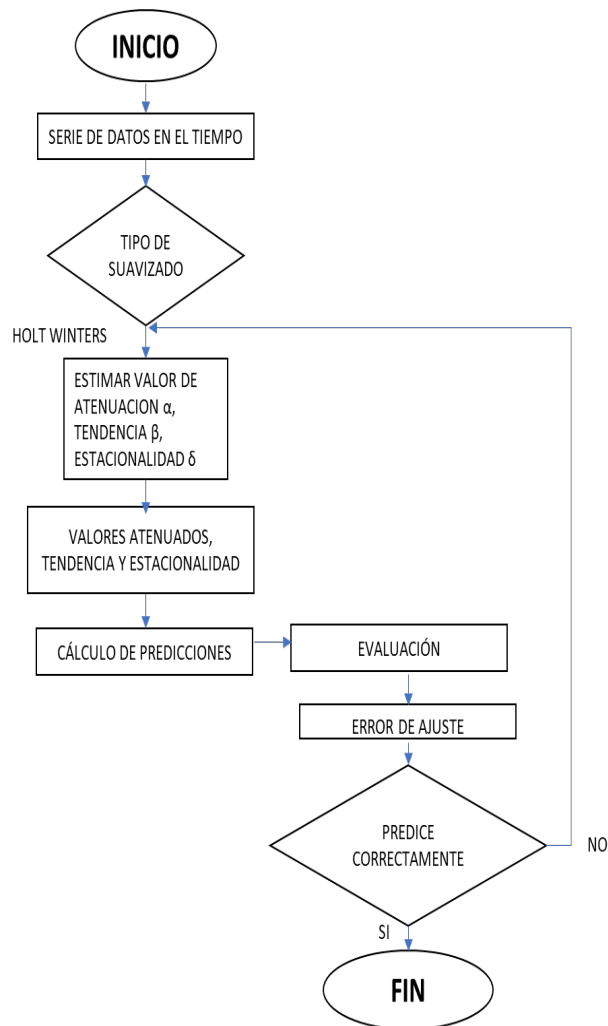 INICIO
SERIE DE DATOS EN EL TIEMPO
TIPO DE
SUAVIZADO
HOLT WINTERS
ESTIMAR VALOR DE
ATENUACION α,
TENDENCIA β,
ESTACIONALIDAD δ
VALORES ATENUADOS,
TENDENCIA Y ESTACIONALIDAD
CÁLCULO DE PREDICCIONES
EVALUACIÓN
ERROR DE AJUSTE
PREDICE
CORRECTAMENTE
NO
SI
FIN